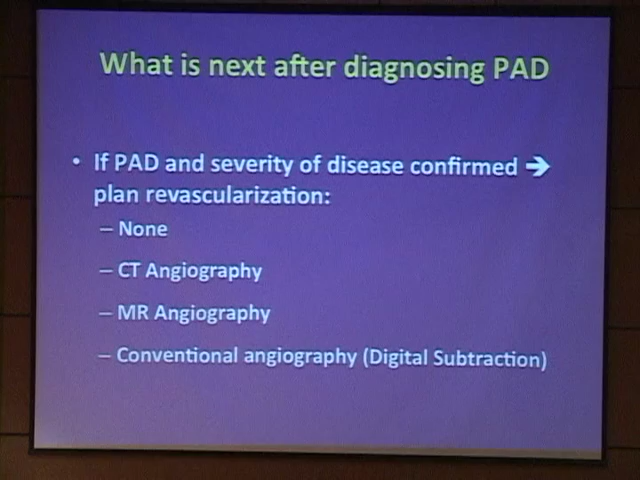 What is next after diagnosing PAD
• If PAD and severity of disease confirmed ➔
plan revascularization:
– None
– CT Angiography
– MR Angiography
– Conventional angiography (Digital Subtraction)